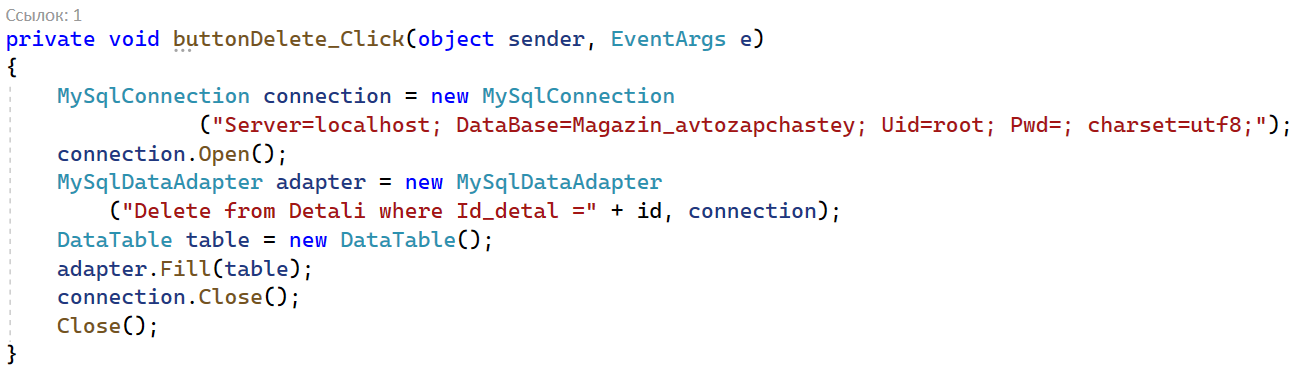 Ссылок: 1
private void buttonDelete_Click(object sender, EventArgs e)
{
    MySqlConnection connection = new MySqlConnection
               ("Server=localhost; DataBase=Magazin_avtozapchastey; Uid=root; Pwd=; charset=utf8;");
    connection.Open();
    MySqlDataAdapter adapter = new MySqlDataAdapter
        ("Delete from Detali where Id_detal =" + id, connection);
    DataTable table = new DataTable();
    adapter.Fill(table);
    connection.Close();
    Close();
}